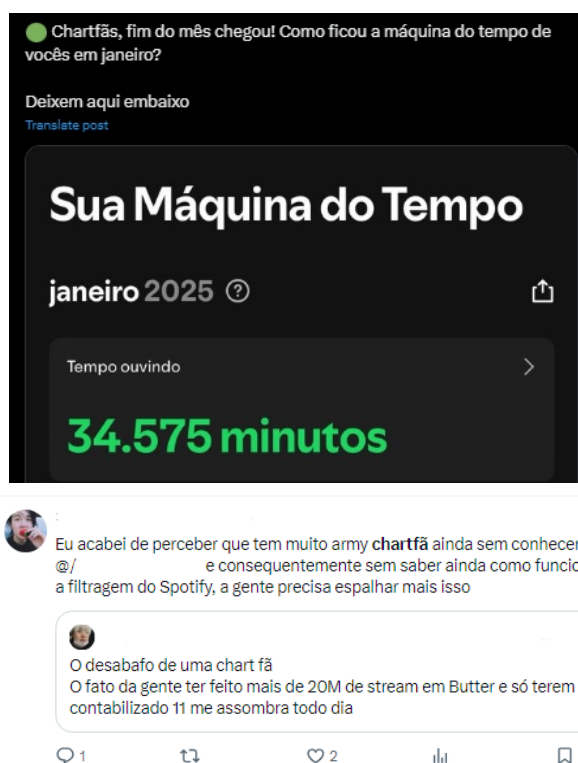 Chartfãs, fim do mês chegou! Como ficou a máquina do tempo de
vocês em janeiro?
Deixem aqui embaixo
Translate post
Sua Máquina do Tempo
janeiro 2025
Tempo ouvindo
34.575 minutos
Eu acabei de perceber que tem muito army chartfã ainda sem conhecer
@/ e consequentemente sem saber ainda como funcio
a filtragem do Spotify, a gente precisa espalhar mais isso
O desabafo de uma chart fã
O fato da gente ter feito mais de 20M de stream em Butter e só terem
contabilizado 11 me assombra todo dia
1 2